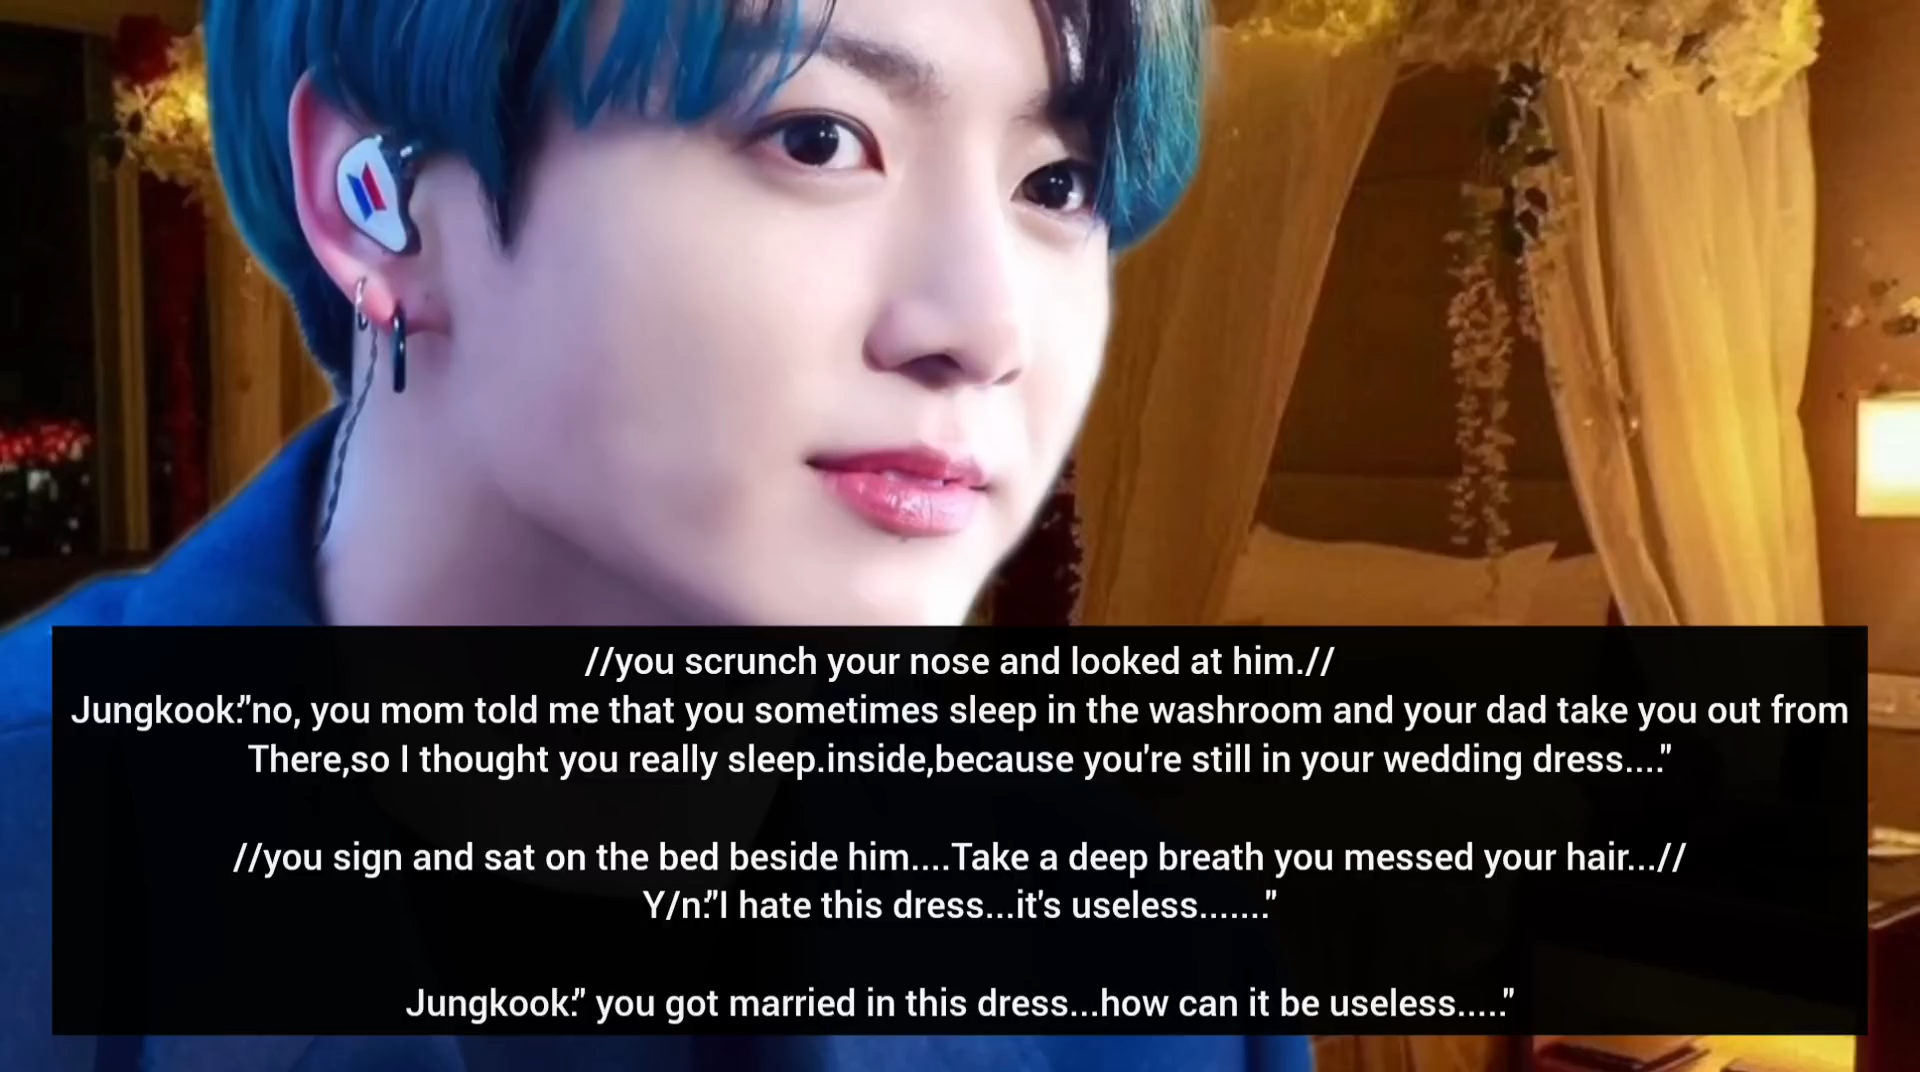 //you scrunch your nose and looked at him.//
Jungkook:"no, you mom told me that you sometimes sleep in the washroom and your dad take you out from
There,so I thought you really sleep.inside,because you're still in your wedding dress...."
//you sign and sat on the bed beside him....Take a deep breath you messed your hair...//
Y/n:"I hate this dress...it's useless......."
Jungkook:" you got married in this dress...how can it be useless....."